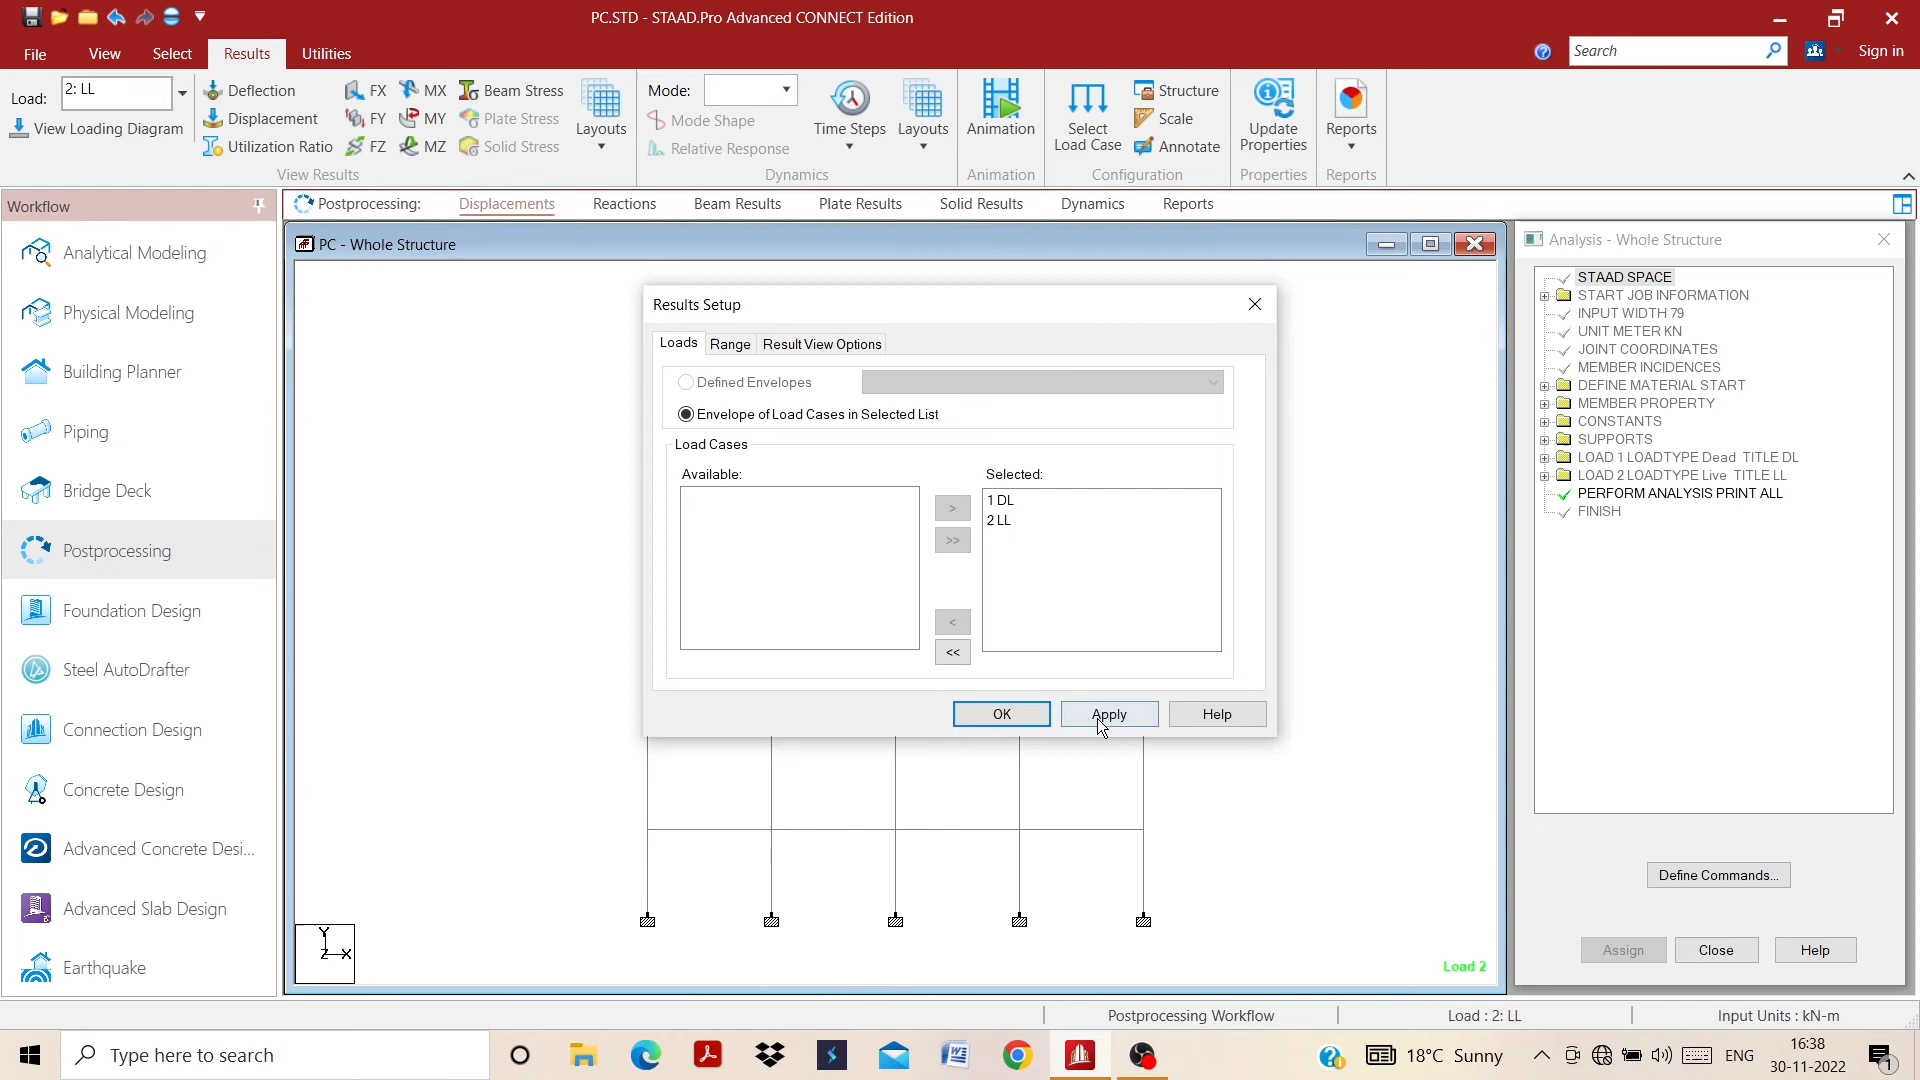 PC.STD - STAAD.Pro Advanced CONNECT Edition
File View Select Results Utilities Search Sign in
Load: 2: LL
View Loading Diagram
Deflection
Displacement
Utilization Ratio
FX
FY
FZ
MX
MY
MZ
Beam Stress
Plate Stress
Solid Stress
Layouts
View Results
Mode:
Mode Shape
Relative Response
Time Steps
Layouts
Dynamics
Animation
Animation
Select
Load Case
Structure
Scale
Annotate
Configuration
Update
Properties
Properties
Reports
Reports
Workflow
Postprocessing: Displacements Reactions Beam Results Plate Results Solid Results Dynamics Reports
Analytical Modeling
Physical Modeling
Building Planner
Piping
Bridge Deck
Postprocessing
Foundation Design
Steel AutoDrafter
Connection Design
Concrete Design
Advanced Concrete Desi...
Advanced Slab Design
Earthquake
PC - Whole Structure
Results Setup
Loads Range Result View Options
Defined Envelopes
Envelope of Load Cases in Selected List
Load Cases
Available:
Selected:
1 DL
2 LL
>
>>
<
<<
OK Apply Help
Y
Z X
Load 2
Analysis - Whole Structure
STAAD SPACE
START JOB INFORMATION
INPUT WIDTH 79
UNIT METER KN
JOINT COORDINATES
MEMBER INCIDENCES
DEFINE MATERIAL START
MEMBER PROPERTY
CONSTANTS
SUPPORTS
LOAD 1 LOADTYPE Dead TITLE DL
LOAD 2 LOADTYPE Live TITLE LL
PERFORM ANALYSIS PRINT ALL
FINISH
Define Commands...
Assign Close Help
Postprocessing Workflow Load : 2: LL Input Units : kN-m
Type here to search
18°C Sunny
ENG
16:38
30-11-2022
1